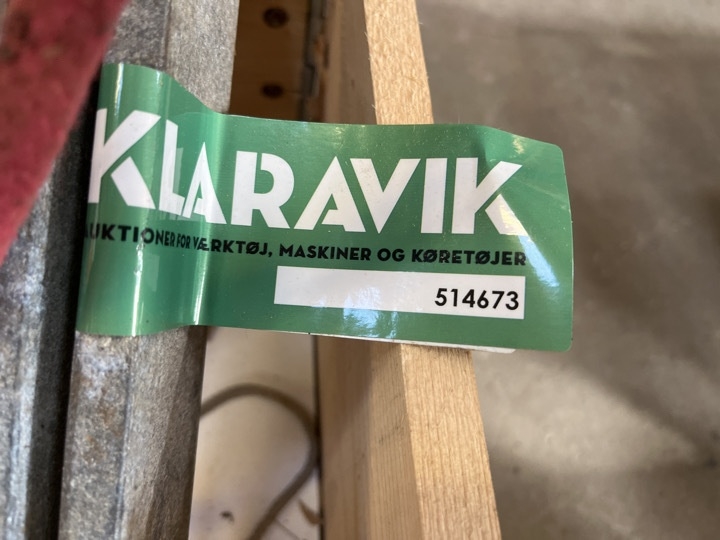 KLARAVIK
AUKTIONER FOR VÆRKTØJ, MASKINER OG KØRETØJER
514673